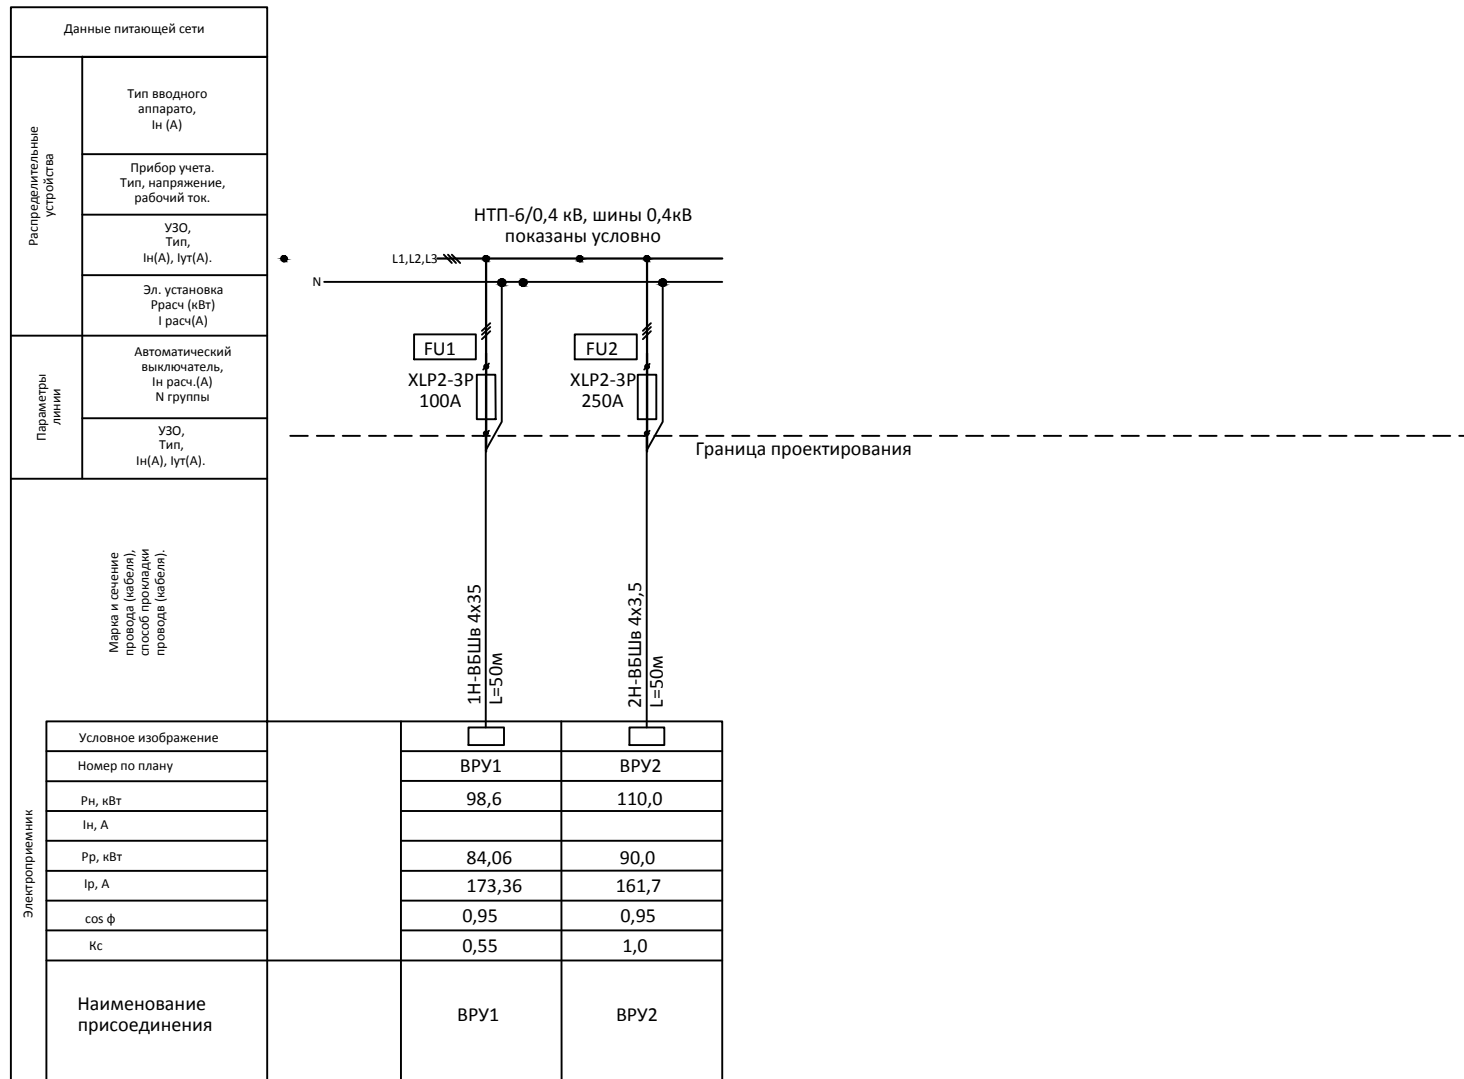 Данные питающей сети
Распределительные
устройства
Тип вводного
аппарато,
Iн (А)
Прибор учета.
Тип, напряжение,
рабочий ток.
УЗО,
Тип,
Iн(А), Iут(А).
Эл. установка
Ррасч (кВт)
I расч(А)
Параметры
линии
Автоматический
выключатель,
Iн расч.(А)
N группы
УЗО,
Тип,
Iн(А), Iут(А).
Марка и сечение
провода (кабеля),
способ прокладки
проводв (кабеля).
НТП-6/0,4 кВ, шины 0,4кВ
показаны условно
L1,L2,L3
N
FU1
XLP2-3P
100А
FU2
XLP2-3P
250А
Граница проектирования
1Н-ВБШв 4х35
L=50м
2Н-ВБШв 4х3,5
L=50м
Электроприемник
Условное изображение
Номер по плану ВРУ1 ВРУ2
Рн, кВт 98,6 110,0
Iн, А
Рр, кВт 84,06 90,0
Iр, А 173,36 161,7
cos ф 0,95 0,95
Кс 0,55 1,0
Наименование
присоединения
ВРУ1 ВРУ2